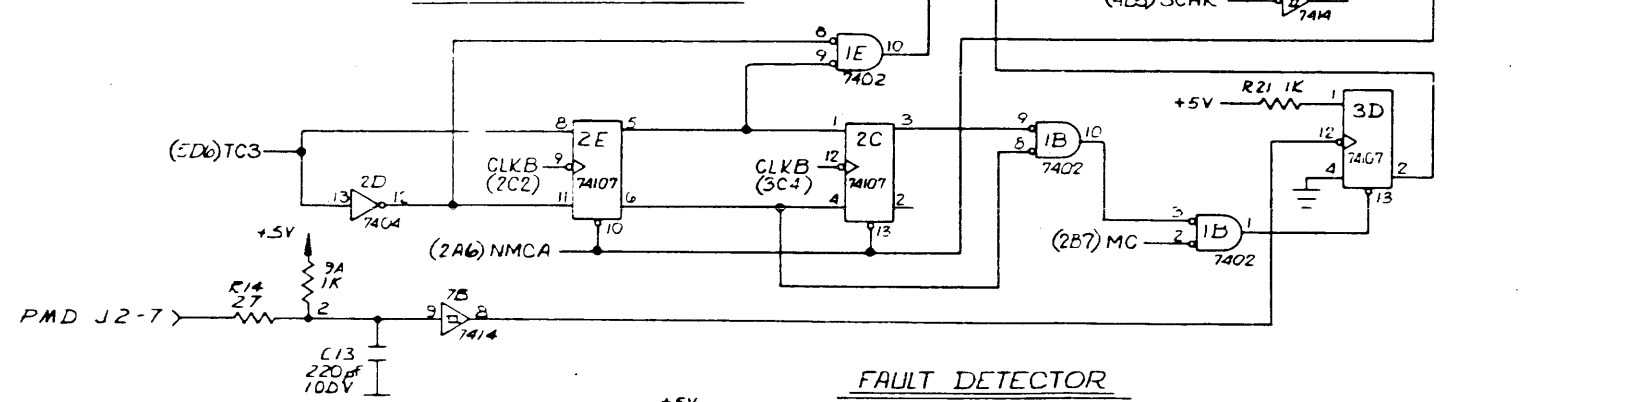 7414
8
1E
10
9
7402
R21 1K
+5V
1
3D
12
74107
4
2
13
(5D6)TC3
8
2E
5
CLKB
9
(2C2)
74107
11
6
10
1
2C
3
CLKB
12
(3C4)
74107
4
2
13
9
1B
10
8
7402
2D
13
12
7404
+5V
(2A6) NMCA
3
1B
1
(2B7) MC
2
7402
9A
1K
R14
27
2
PMD J2-7
7B
9
8
7414
C13
220pf
100V
FAULT DETECTOR
+5V